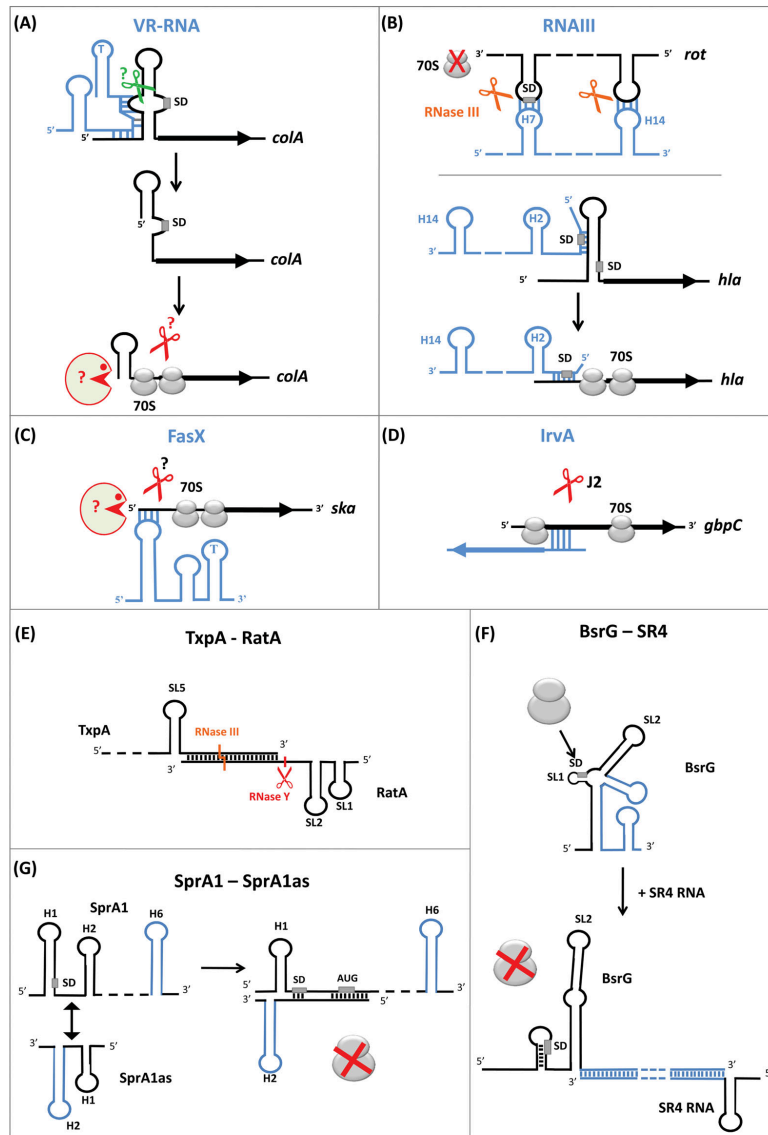 (A)
VR-RNA
T
?
SD
5'
5'
colA
5'
SD
colA
?
?
colA
70S
(B)
RNAIII
3'
5'
rot
70S
SD
RNase III
H7
H14
5'
3'
5'
H14
H2
SD
3'
SD
5'
hla
H14
H2
SD
5'
70S
3'
hla
(C)
FasX
?
70S
?
5'
3'
ska
T
5'
3'
(D)
IrvA
J2
70S
5'
3'
gbpC
(E)
TxpA - RatA
SL5
TxpA
RNase III
5'
3'
3'
5'
RNase Y
RatA
SL1
SL2
(F)
BsrG – SR4
SL2
SD
SL1
BsrG
5'
3'
+ SR4 RNA
SL2
BsrG
SD
5'
3'
3'
5'
SR4 RNA
(G)
SprA1 – SprA1as
H1
SprA1
H2
H6
SD
5'
3'
3'
5'
H1
SprA1as
H2
H6
H1
SD
AUG
5'
3'
3'
5'
H2